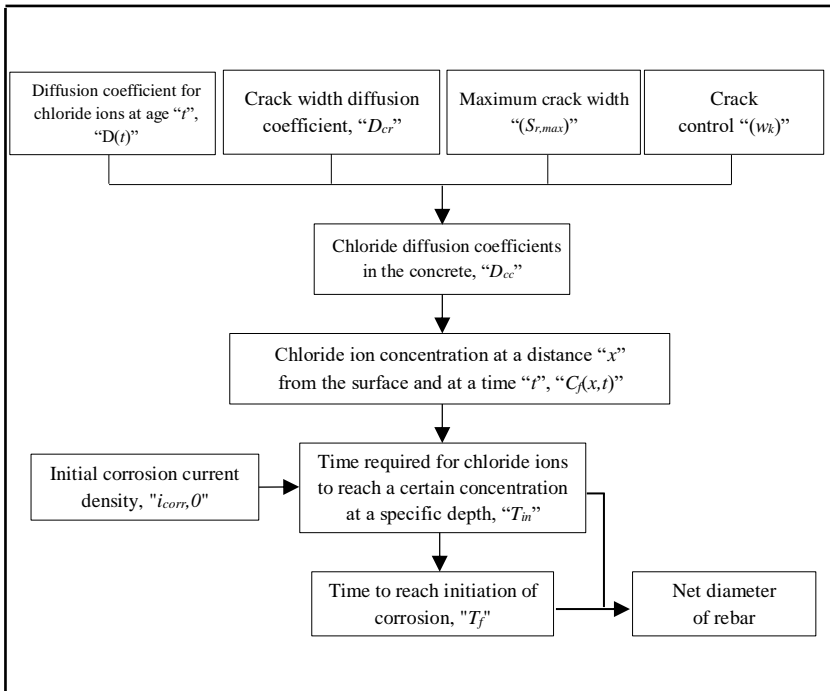 Diffusion coefficient for
chloride ions at age “t”,
“D(t)”
Crack width diffusion
coefficient, “Dcr”
Maximum crack width
“(Sr,max)”
Crack
control “(wk)”
Chloride diffusion coefficients
in the concrete, “Dcc”
Chloride ion concentration at a distance “x”
from the surface and at a time “t”, “Cf(x,t)”
Initial corrosion current
density, "icorr,0"
Time required for chloride ions
to reach a certain concentration
at a specific depth, “Tin”
Time to reach initiation of
corrosion, "Tf"
Net diameter
of rebar